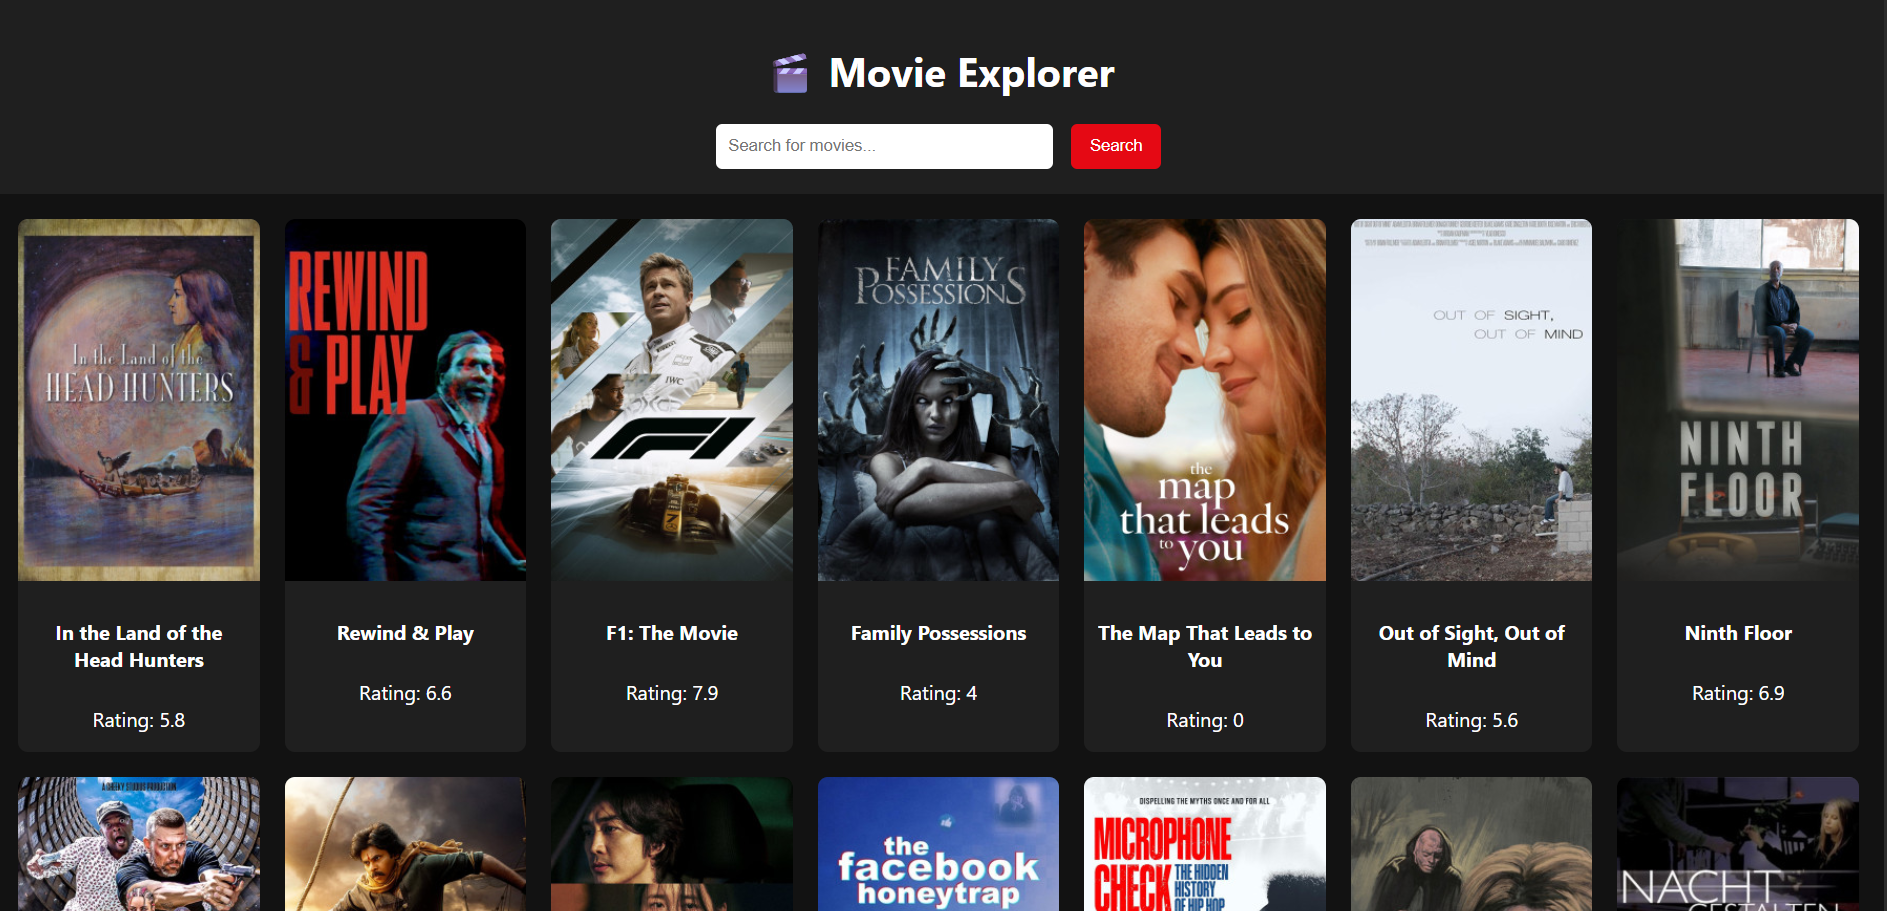 Movie Explorer
Search for movies...
Search
In the Land of the
HEAD HUNTERS
REWIND
& PLAY
IWC
F1
FAMILY
POSSESSIONS
the
map
that leads
to you
OUT OF SIGHT,
OUT OF MIND
NINTH
FLOOR
In the Land of the
Head Hunters
Rating: 5.8
Rewind & Play
Rating: 6.6
F1: The Movie
Rating: 7.9
Family Possessions
Rating: 4
The Map That Leads to
You
Rating: 0
Out of Sight, Out of
Mind
Rating: 5.6
Ninth Floor
Rating: 6.9
A CHEEKY STUDIOS PRODUCTION
the
facebook
honeytrap
DISPELLING THE MYTHS ONCE AND FOR ALL
MICROPHONE
CHECK
THE HIDDEN
HISTORY
OF HIP HOP
NACHT
GESTALTEN